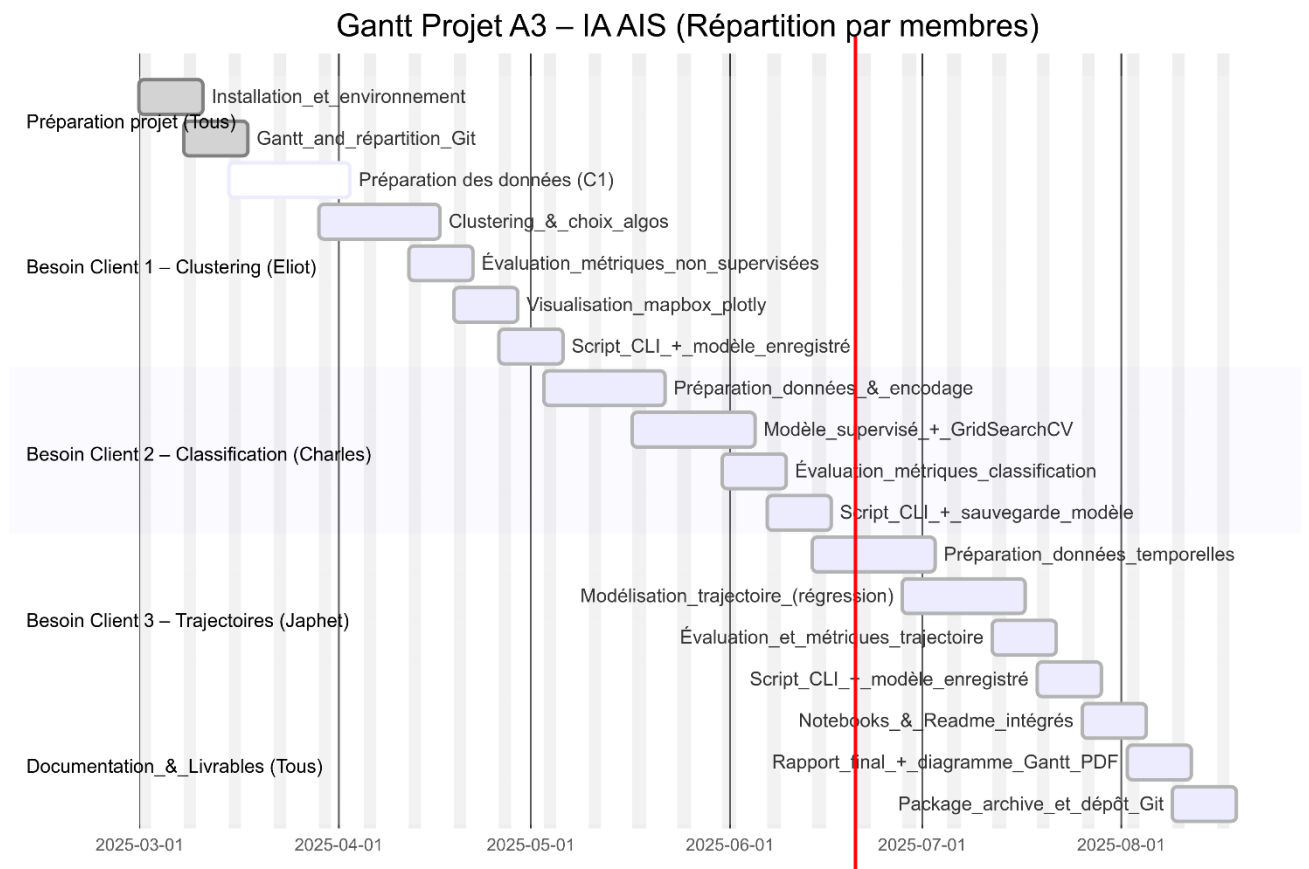 Gantt Projet A3 – IA AIS (Répartition par membres)
Installation_et_environnement
Préparation projet (Tous)
Gantt_and_répartition_Git
Préparation des données (C1)
Clustering_&_choix_algos
Besoin Client 1 – Clustering (Eliot)
Évaluation_métriques_non_supervisées
Visualisation_mapbox_plotly
Script_CLI_+_modèle_enregistré
Préparation_données_&_encodage
Modèle_supervisé_+_GridSearchCV
Besoin Client 2 – Classification (Charles)
Évaluation_métriques_classification
Script_CLI_+_sauvegarde_modèle
Préparation_données_temporelles
Modélisation_trajectoire_(régression)
Besoin Client 3 – Trajectoires (Japhet)
Évaluation_et_métriques_trajectoire
Script_CLI_+_modèle_enregistré
Notebooks_&_Readme_intégrés
Rapport_final_+_diagramme_Gantt_PDF
Documentation_&_Livrables (Tous)
Package_archive_et_dépôt_Git
2025-03-01 2025-04-01 2025-05-01 2025-06-01 2025-07-01 2025-08-01